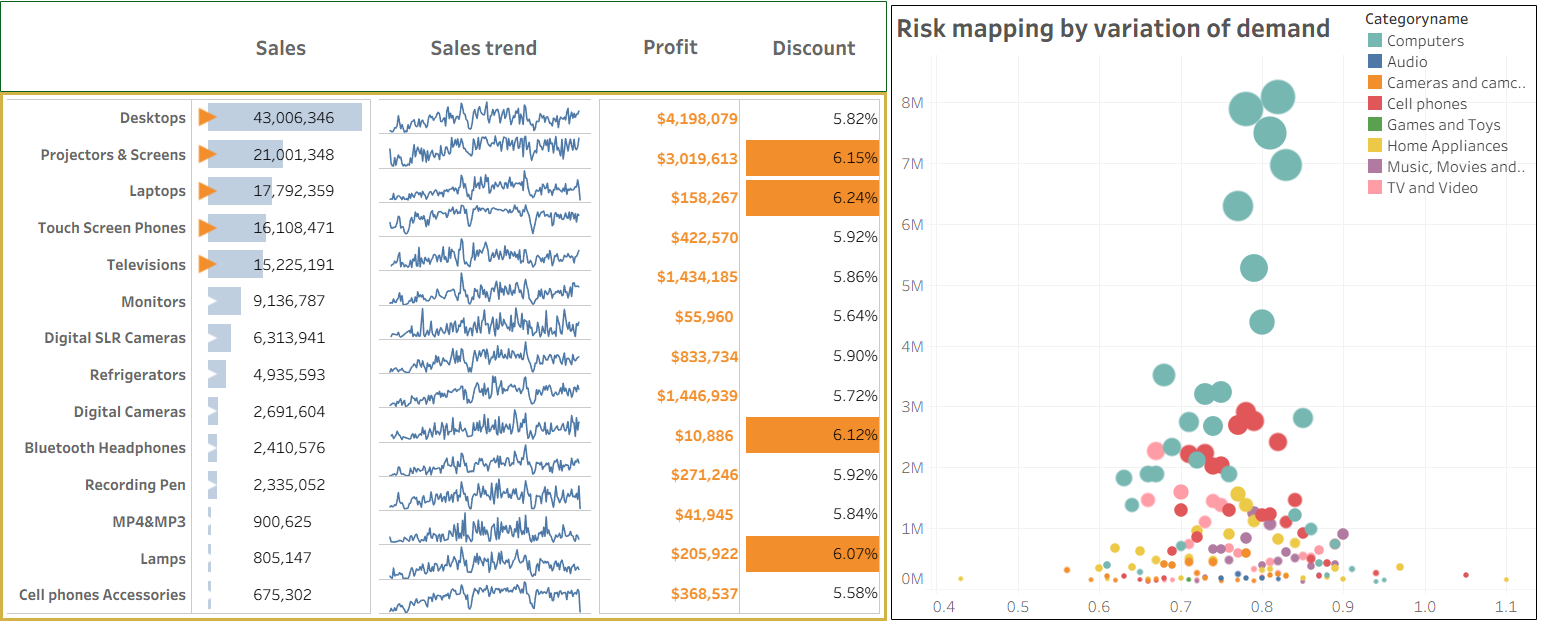 Sales Sales trend Profit Discount
Desktops 43,006,346 $4,198,079 5.82%
Projectors & Screens 21,001,348 $3,019,613 6.15%
Laptops 17,792,359 $158,267 6.24%
Touch Screen Phones 16,108,471 $422,570 5.92%
Televisions 15,225,191 $1,434,185 5.86%
Monitors 9,136,787 $55,960 5.64%
Digital SLR Cameras 6,313,941 $833,734 5.90%
Refrigerators 4,935,593 $1,446,939 5.72%
Digital Cameras 2,691,604 $10,886 6.12%
Bluetooth Headphones 2,410,576 $271,246 5.92%
Recording Pen 2,335,052 $41,945 5.84%
MP4&MP3 900,625 $205,922 6.07%
Lamps 805,147 $368,537 5.58%
Cell phones Accessories 675,302
Risk mapping by variation of demand
Categoryname
Computers
Audio
Cameras and camc..
Cell phones
Games and Toys
Home Appliances
Music, Movies and..
TV and Video
8M
7M
6M
5M
4M
3M
2M
1M
0M
0.4 0.5 0.6 0.7 0.8 0.9 1.0 1.1